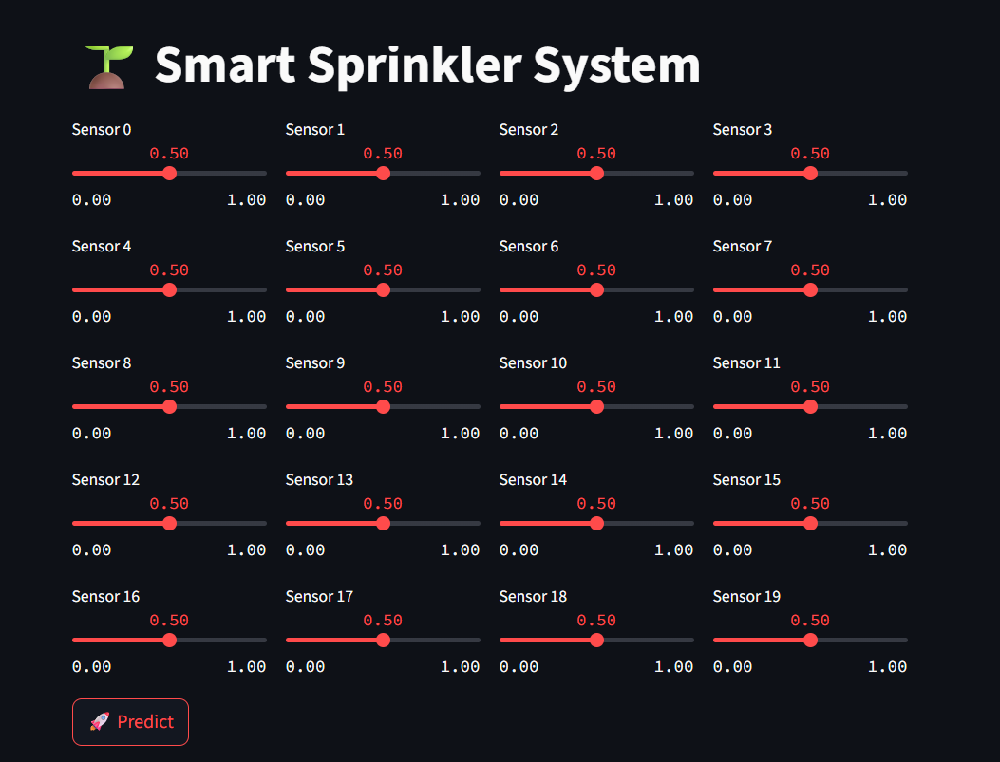 Smart Sprinkler System
Sensor 0 Sensor 1 Sensor 2 Sensor 3
0.50 0.50 0.50 0.50
0.00 1.00 0.00 1.00 0.00 1.00 0.00 1.00
Sensor 4 Sensor 5 Sensor 6 Sensor 7
0.50 0.50 0.50 0.50
0.00 1.00 0.00 1.00 0.00 1.00 0.00 1.00
Sensor 8 Sensor 9 Sensor 10 Sensor 11
0.50 0.50 0.50 0.50
0.00 1.00 0.00 1.00 0.00 1.00 0.00 1.00
Sensor 12 Sensor 13 Sensor 14 Sensor 15
0.50 0.50 0.50 0.50
0.00 1.00 0.00 1.00 0.00 1.00 0.00 1.00
Sensor 16 Sensor 17 Sensor 18 Sensor 19
0.50 0.50 0.50 0.50
0.00 1.00 0.00 1.00 0.00 1.00 0.00 1.00
Predict